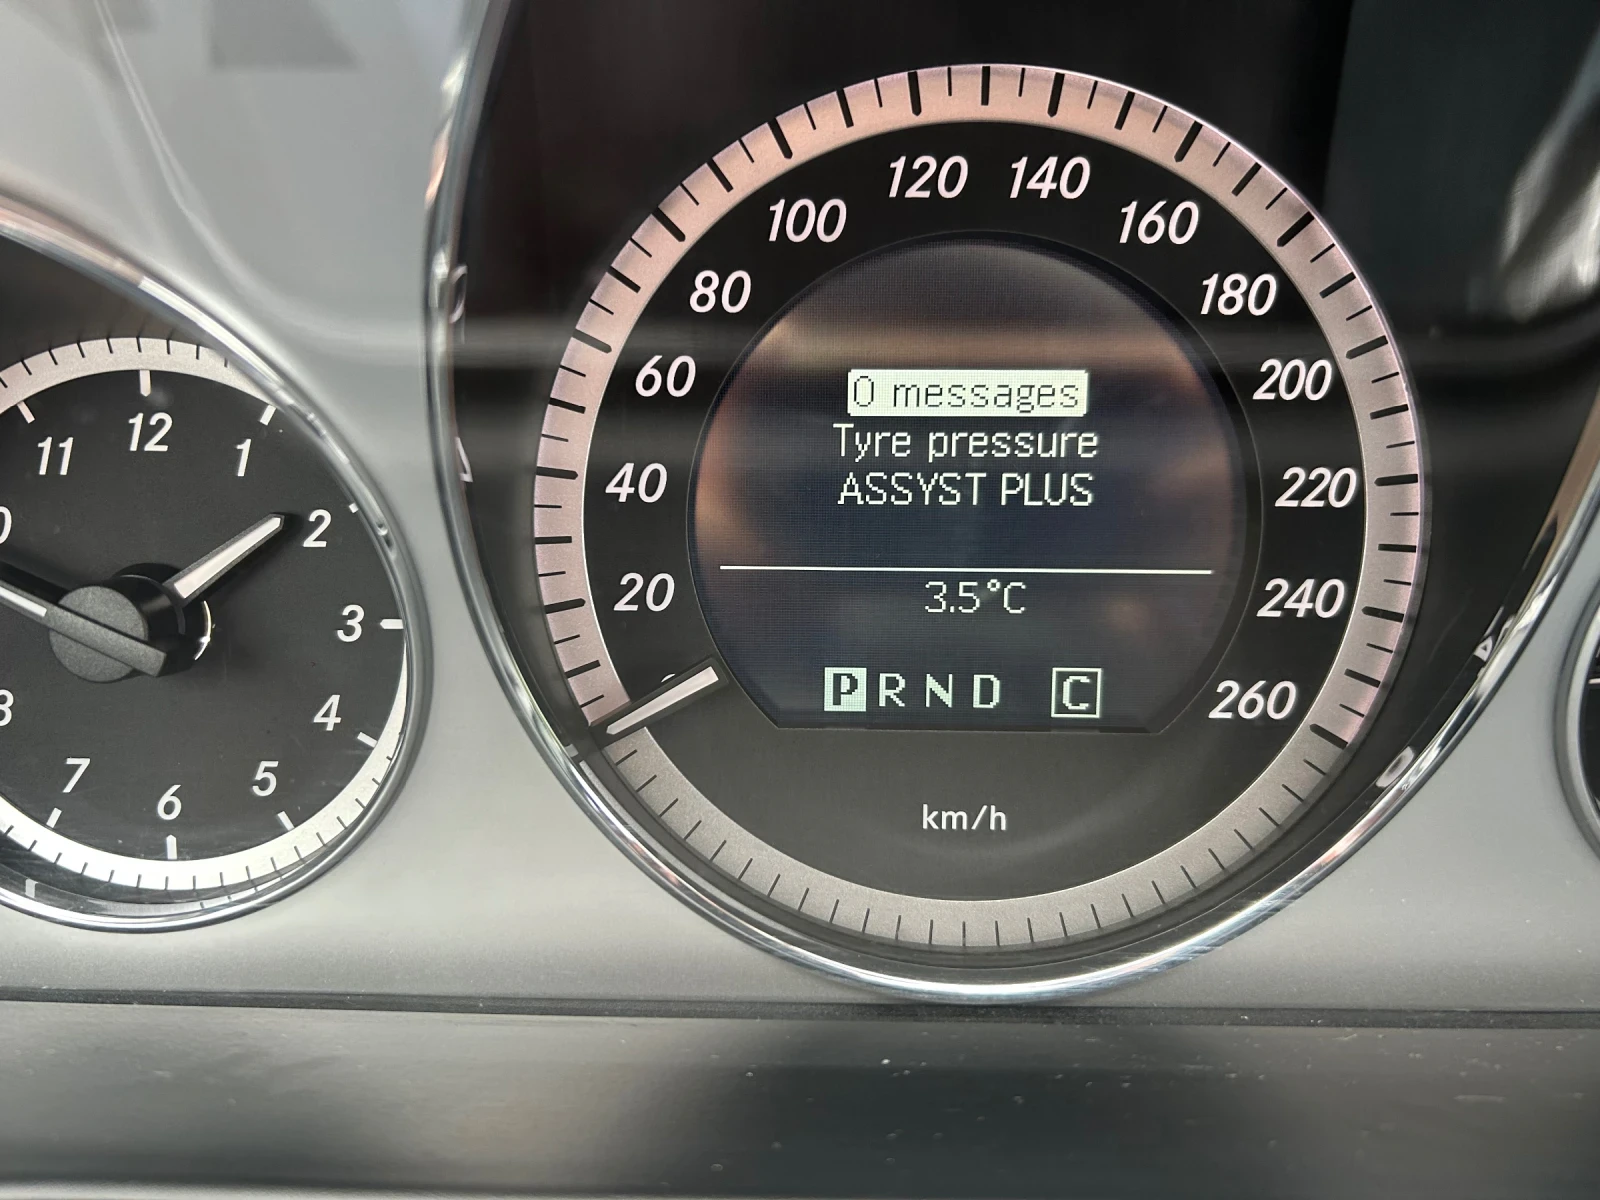 120 140
100 160
80 180
60 200
40 220
20 240
260
0 messages
Tyre pressure
ASSYST PLUS
3.5°C
P R N D C
km/h
12
11 1
2
3
4
5
6
7